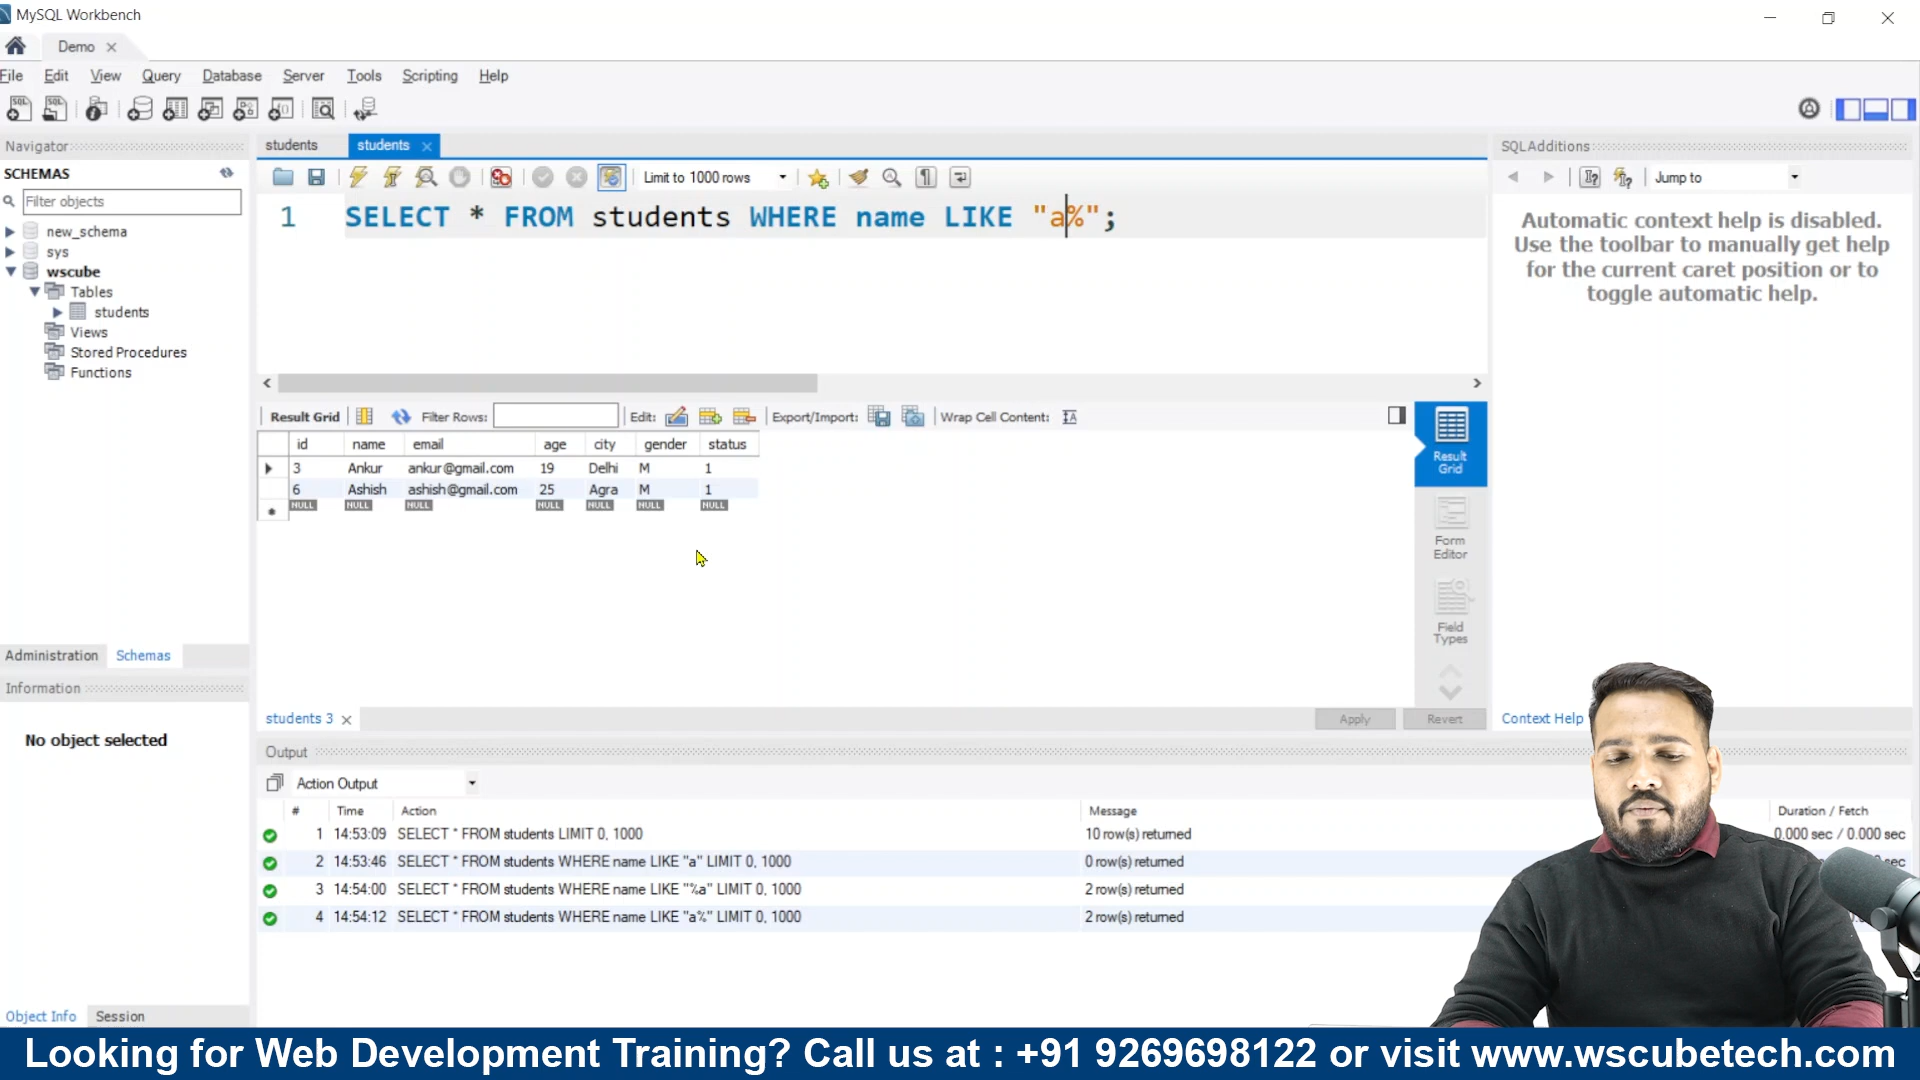 MySQL Workbench
Demo
File Edit View Query Database Server Tools Scripting Help
Navigator
SCHEMAS
Filter objects
new_schema
sys
wscube
Tables
students
Views
Stored Procedures
Functions
Administration Schemas
Information
No object selected
Object Info Session
students students
Limit to 1000 rows
1 SELECT * FROM students WHERE name LIKE "a%";
Result Grid Filter Rows: Edit: Export/Import: Wrap Cell Content:
id name email age city gender status
3 Ankur ankur@gmail.com 19 Delhi M 1
6 Ashish ashish@gmail.com 25 Agra M 1
NULL NULL NULL NULL NULL NULL NULL
Result
Grid
Form
Editor
Field
Types
students 3 Apply Revert
SQLAdditions
Jump to
Automatic context help is disabled.
Use the toolbar to manually get help
for the current caret position or to
toggle automatic help.
Context Help
Output
Action Output
# Time Action Message Duration / Fetch
1 14:53:09 SELECT * FROM students LIMIT 0, 1000 10 row(s) returned 0.000 sec / 0.000 sec
2 14:53:46 SELECT * FROM students WHERE name LIKE "a" LIMIT 0, 1000 0 row(s) returned sec
3 14:54:00 SELECT * FROM students WHERE name LIKE "%a" LIMIT 0, 1000 2 row(s) returned
4 14:54:12 SELECT * FROM students WHERE name LIKE "a%" LIMIT 0, 1000 2 row(s) returned
Looking for Web Development Training? Call us at : +91 9269698122 or visit www.wscubetech.com